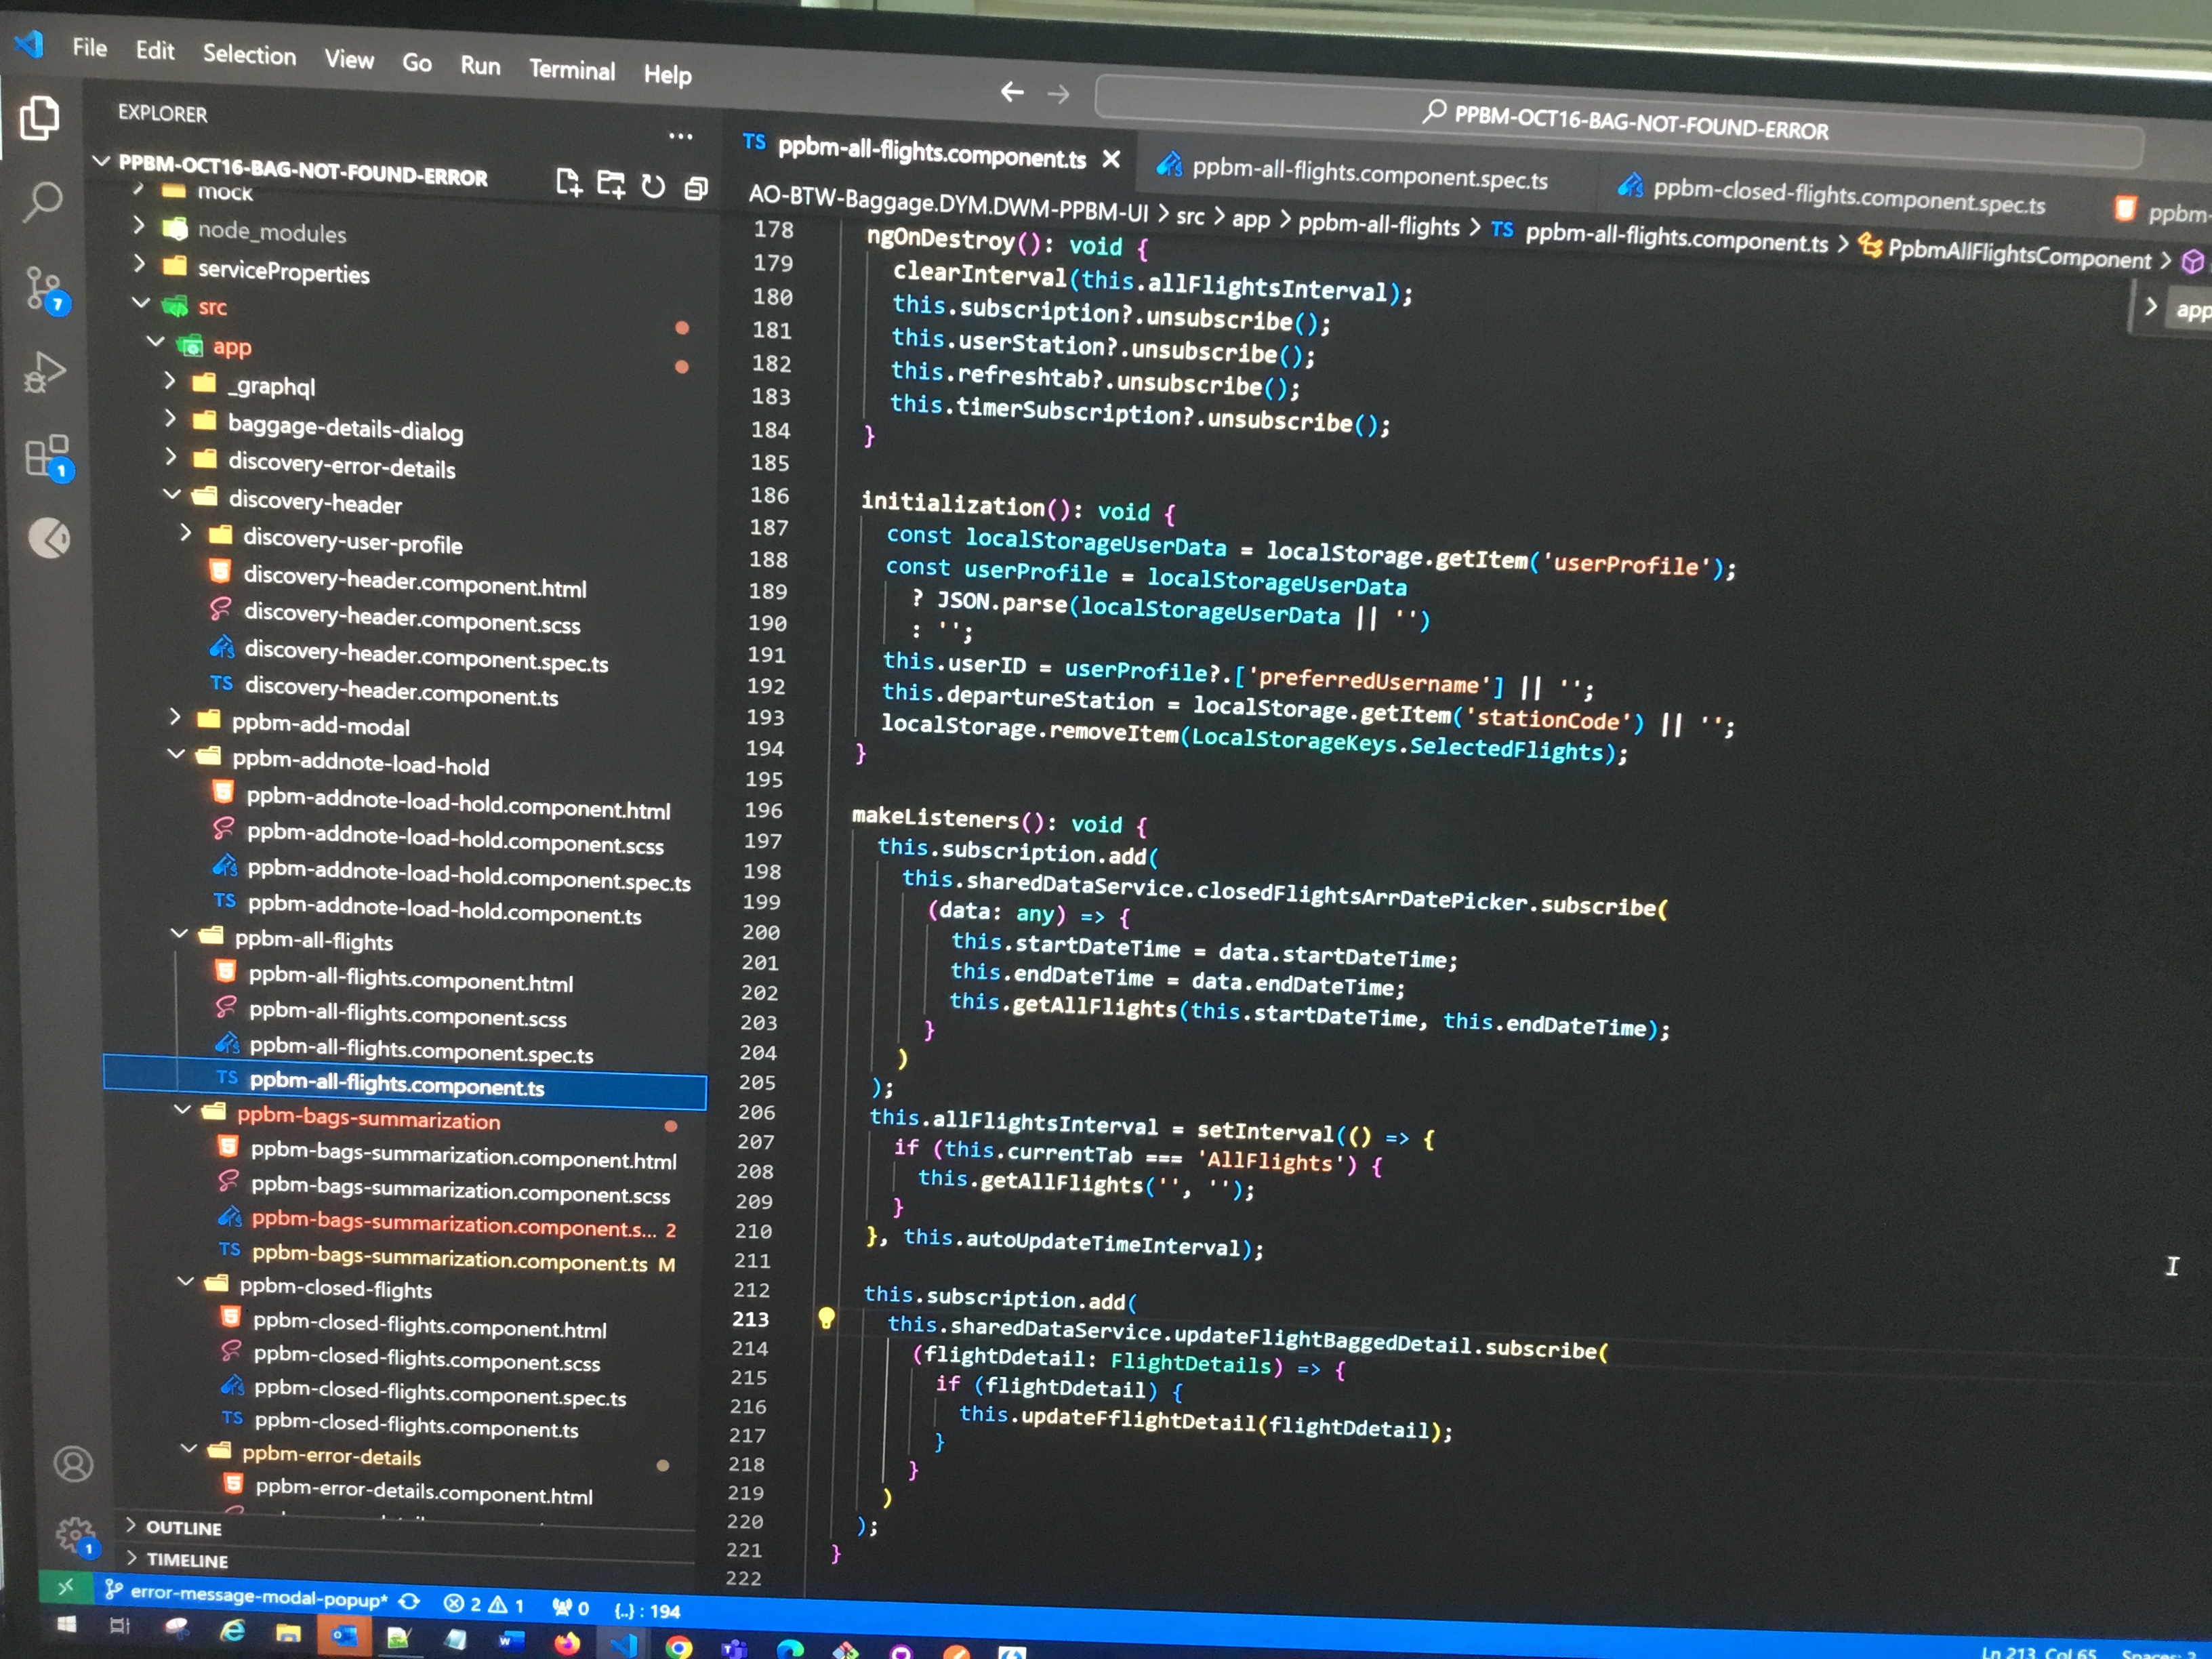 File Edit Selection View Go Run Terminal Help
PPBM-OCT16-BAG-NOT-FOUND-ERROR
EXPLORER
...
PPBM-OCT16-BAG-NOT-FOUND-ERROR
mock
node_modules
serviceProperties
src
app
_graphql
baggage-details-dialog
discovery-error-details
discovery-header
discovery-user-profile
discovery-header.component.html
discovery-header.component.scss
discovery-header.component.spec.ts
TS discovery-header.component.ts
ppbm-add-modal
ppbm-addnote-load-hold
ppbm-addnote-load-hold.component.html
ppbm-addnote-load-hold.component.scss
ppbm-addnote-load-hold.component.spec.ts
TS ppbm-addnote-load-hold.component.ts
ppbm-all-flights
ppbm-all-flights.component.html
ppbm-all-flights.component.scss
ppbm-all-flights.component.spec.ts
TS ppbm-all-flights.component.ts
ppbm-bags-summarization
ppbm-bags-summarization.component.html
ppbm-bags-summarization.component.scss
ppbm-bags-summarization.component.s... 2
TS ppbm-bags-summarization.component.ts M
ppbm-closed-flights
ppbm-closed-flights.component.html
ppbm-closed-flights.component.scss
ppbm-closed-flights.component.spec.ts
TS ppbm-closed-flights.component.ts
ppbm-error-details
ppbm-error-details.component.html
OUTLINE
TIMELINE
7
1
1
TS ppbm-all-flights.component.ts ppbm-all-flights.component.spec.ts ppbm-closed-flights.component.spec.ts ppbm-
AO-BTW-Baggage.DYM.DWM-PPBM-UI > src > app > ppbm-all-flights > TS ppbm-all-flights.component.ts > PpbmAllFlightsComponent >
> app
178 ngOnDestroy(): void {
179 clearInterval(this.allFlightsInterval);
180 this.subscription?.unsubscribe();
181 this.userStation?.unsubscribe();
182 this.refreshtab?.unsubscribe();
183 this.timerSubscription?.unsubscribe();
184 }
185
186 initialization(): void {
187 const localStorageUserData = localStorage.getItem('userProfile');
188 const userProfile = localStorageUserData
189 ? JSON.parse(localStorageUserData || '')
190 : '';
191 this.userID = userProfile?.['preferredUsername'] || '';
192 this.departureStation = localStorage.getItem('stationCode') || '';
193 localStorage.removeItem(LocalStorageKeys.SelectedFlights);
194 }
195
196 makeListeners(): void {
197 this.subscription.add(
198 this.sharedDataService.closedFlightsArrDatePicker.subscribe(
199 (data: any) => {
200 this.startDateTime = data.startDateTime;
201 this.endDateTime = data.endDateTime;
202 this.getAllFlights(this.startDateTime, this.endDateTime);
203 }
204 )
205 );
206 this.allFlightsInterval = setInterval(() => {
207 if (this.currentTab === 'AllFlights') {
208 this.getAllFlights('', '');
209 }
210 }, this.autoUpdateTimeInterval);
211
212 this.subscription.add(
213 this.sharedDataService.updateFlightBaggedDetail.subscribe(
214 (flightDdetail: FlightDetails) => {
215 if (flightDdetail) {
216 this.updateFflightDetail(flightDdetail);
217 }
218 }
219 )
220 );
221 }
222
error-message-modal-popup* 2 1 0 {..} : 194
Ln 213, Col 65